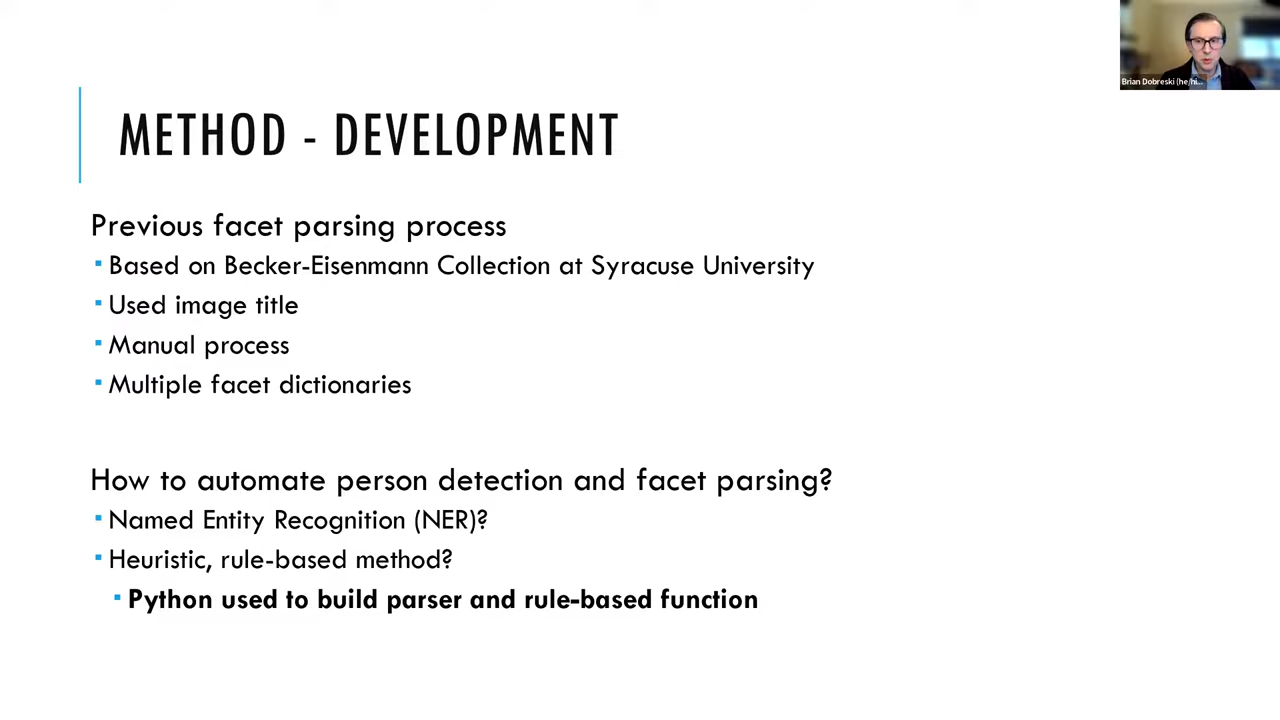 Brian Dobreski (he/hi...
METHOD - DEVELOPMENT
Previous facet parsing process
▪ Based on Becker-Eisenmann Collection at Syracuse University
▪ Used image title
▪ Manual process
▪ Multiple facet dictionaries
How to automate person detection and facet parsing?
▪ Named Entity Recognition (NER)?
▪ Heuristic, rule-based method?
▪ Python used to build parser and rule-based function